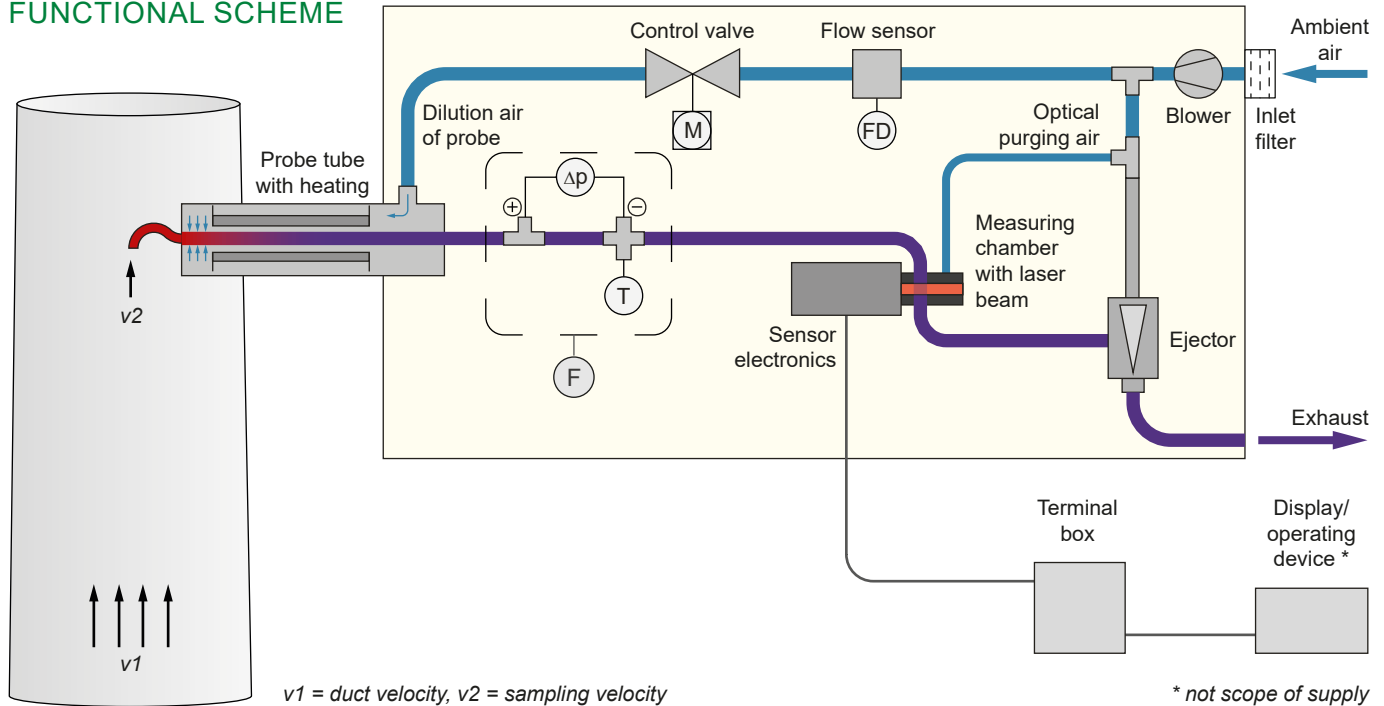 FUNCTIONAL SCHEME
Control valve
Flow sensor
Ambient
air
Dilution air
of probe
M
FD
Optical
purging air
Blower
Inlet
filter
Probe tube
with heating
Δp
+
−
T
F
v2
Measuring
chamber
with laser
beam
Sensor
electronics
Ejector
Exhaust
Terminal
box
Display/
operating
device *
v1
v1 = duct velocity, v2 = sampling velocity
* not scope of supply